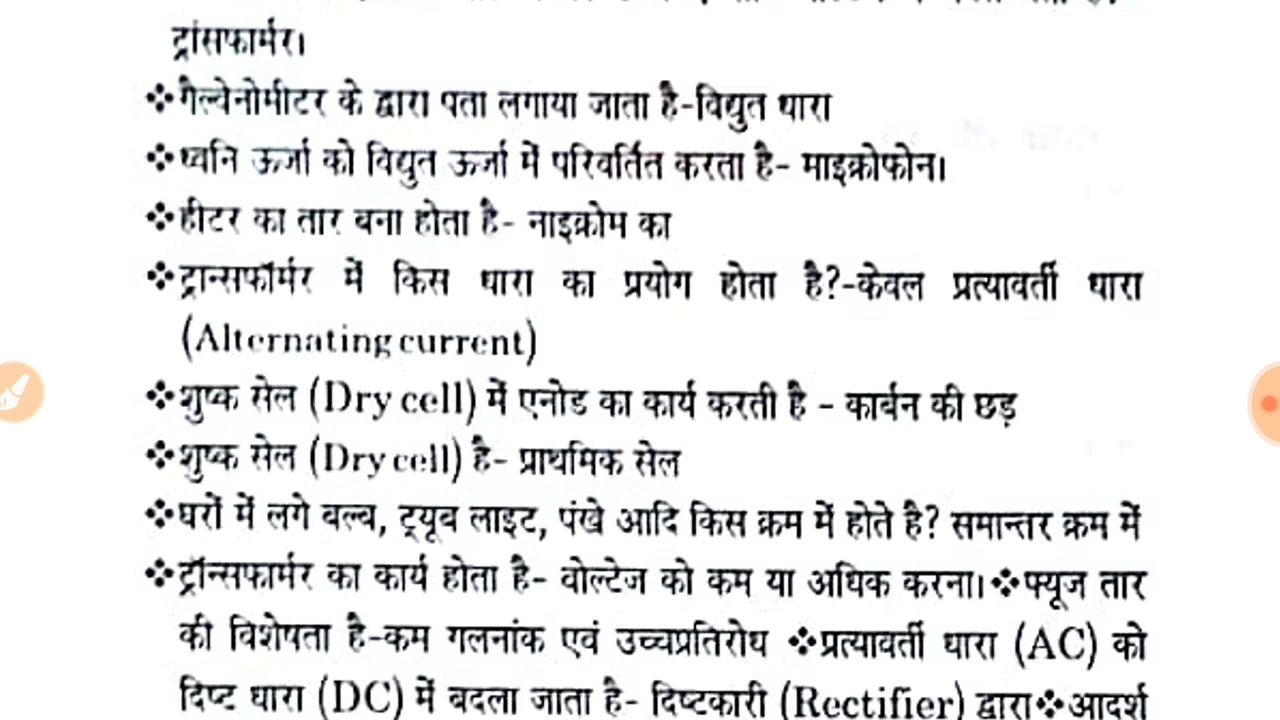 ट्रांसफार्मर।
❖गैल्वेनोमीटर के द्वारा पता लगाया जाता है-विद्युत धारा
❖ध्वनि ऊर्जा को विद्युत ऊर्जा में परिवर्तित करता है- माइक्रोफोन।
❖हीटर का तार बना होता है- नाइक्रोम का
❖ट्रान्सफॉर्मर में किस धारा का प्रयोग होता है?-केवल प्रत्यावर्ती धारा
(Alternating current)
❖शुष्क सेल (Dry cell) में एनोड का कार्य करती है - कार्बन की छड़
❖शुष्क सेल (Dry cell) है- प्राथमिक सेल
❖घरों में लगे बल्ब, ट्यूब लाइट, पंखे आदि किस क्रम में होते है? समान्तर क्रम में
❖ट्रॉन्सफार्मर का कार्य होता है- वोल्टेज को कम या अधिक करना।❖फ्यूज तार
की विशेषता है-कम गलनांक एवं उच्चप्रतिरोध ❖प्रत्यावर्ती धारा (AC) को
दिष्ट धारा (DC) में बदला जाता है- दिष्टकारी (Rectifier) द्वारा❖आदर्श